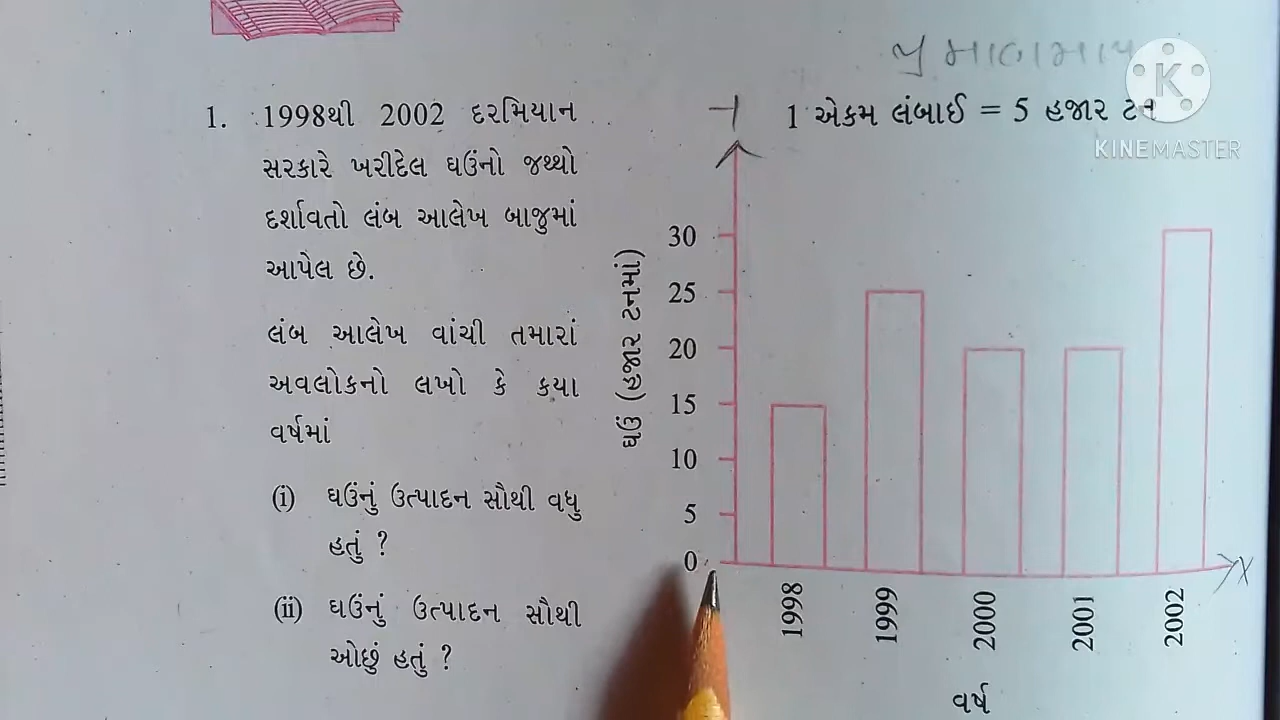 1 એકમ લંબાઈ = 5 હજાર ટન
KINEMASTER
1. 1998થી 2002 દરમિયાન
સરકારે ખરીદેલ ઘઉંનો જથ્થો
દર્શાવતો લંબ આલેખ બાજુમાં
આપેલ છે.
લંબ આલેખ વાંચી તમારાં
અવલોકનો લખો કે કયા
વર્ષમાં
(i) ઘઉંનું ઉત્પાદન સૌથી વધુ
હતું ?
(ii) ઘઉંનું ઉત્પાદન સૌથી
ઓછું હતું ?
ઘઉં (હજાર ટનમાં)
30
25
20
15
10
5
0
X
1998 1999 2000 2001 2002
વર્ષ